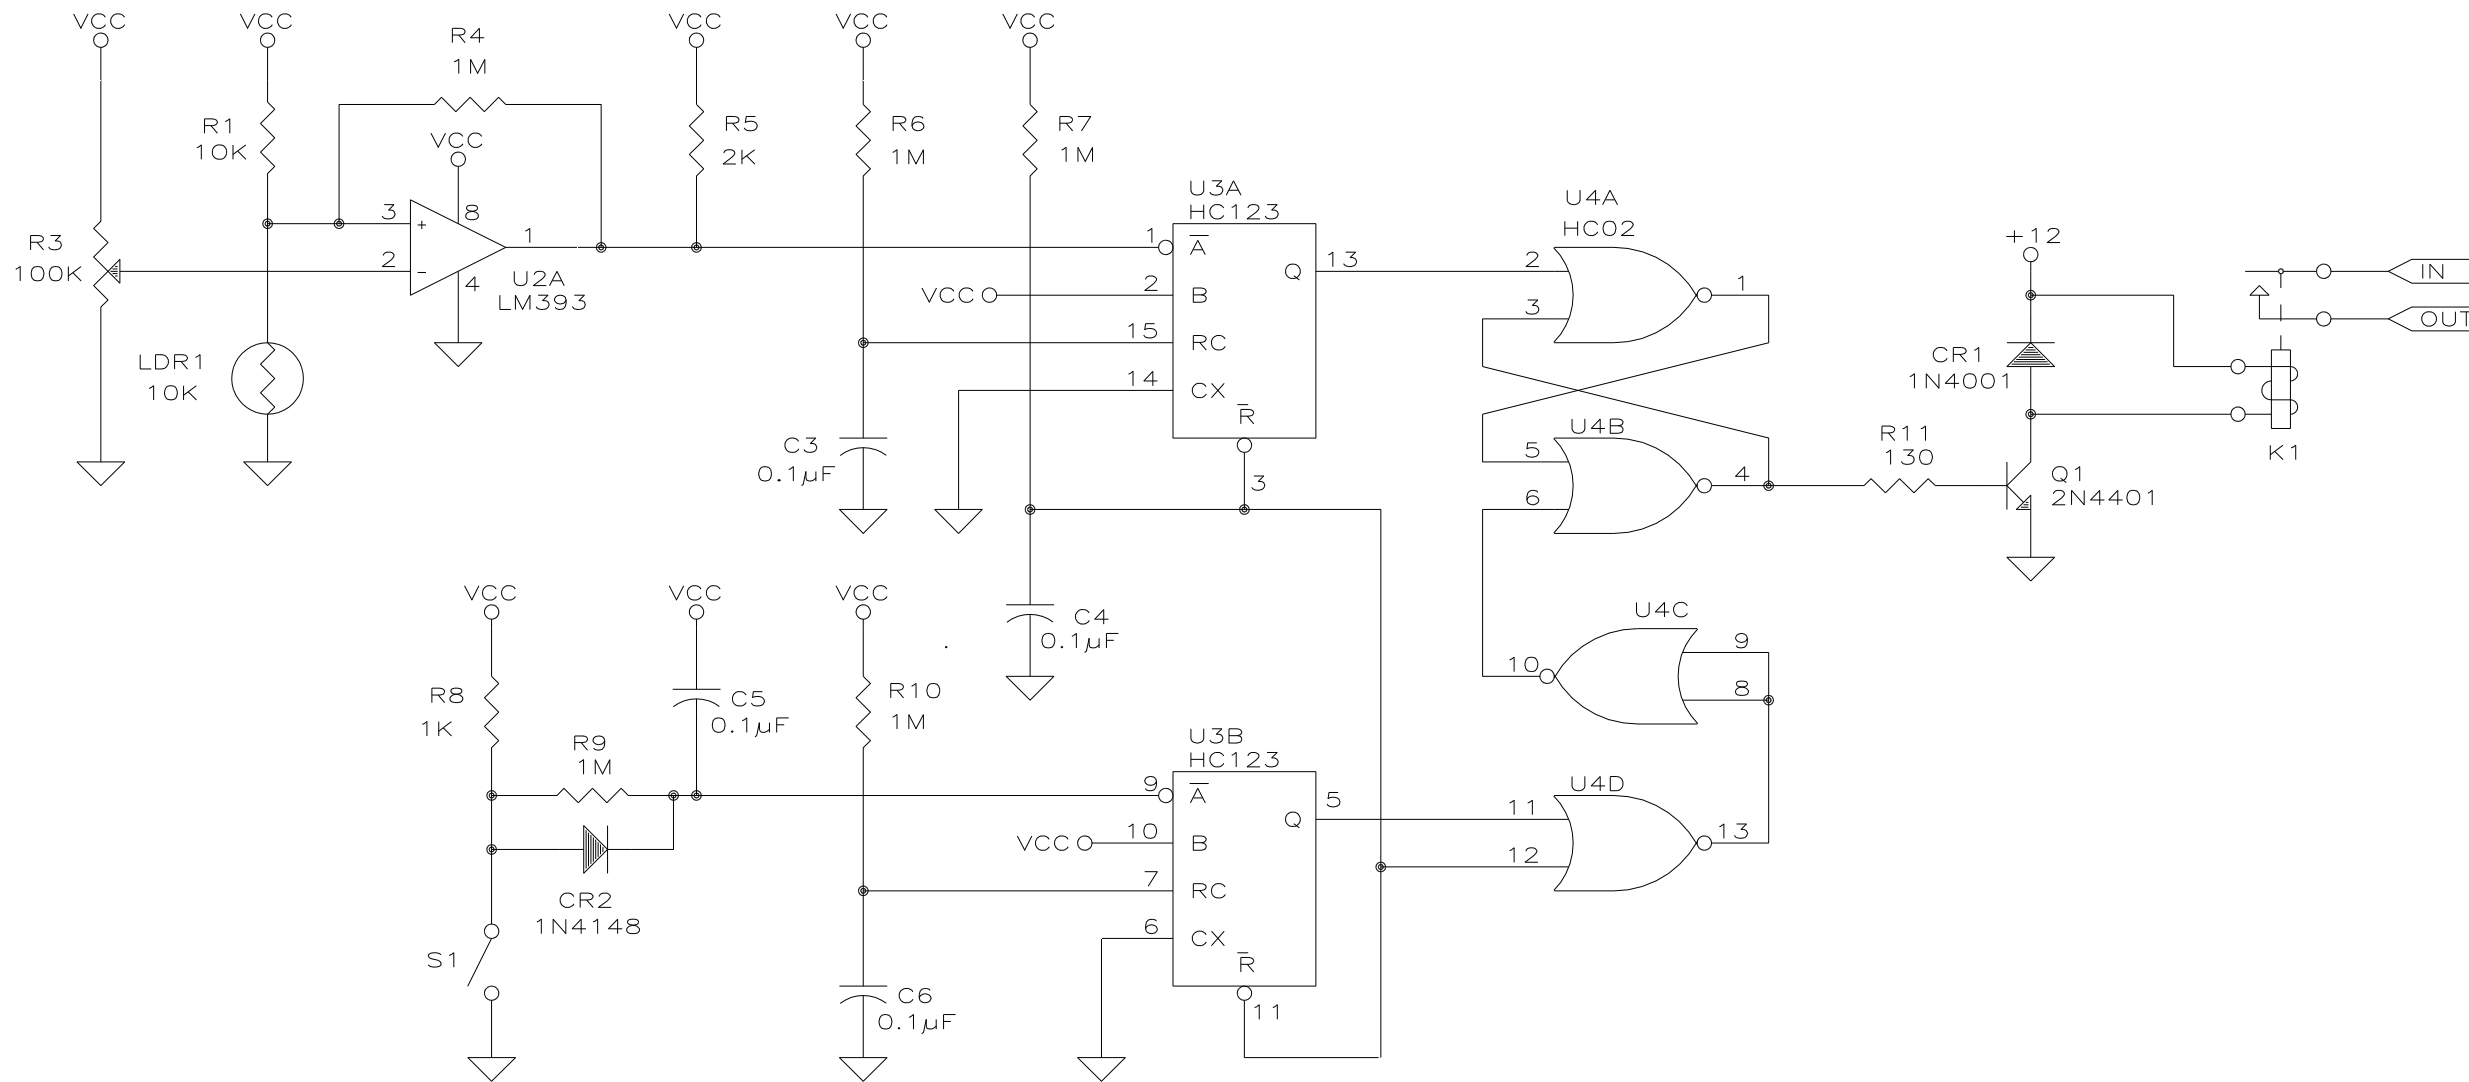 VCC
VCC
R4
1M
VCC
VCC
VCC
R1
10K
VCC
R5
2K
R6
1M
R7
1M
R3
100K
3
+
8
2
-
4
1
U2A
LM393
LDR1
10K
U3A
HC123
1
A
Q
13
VCC
2
B
15
RC
14
CX
R
3
C3
0.1µF
U4A
HC02
2
3
1
U4B
5
6
4
+12
IN
OUT
CR1
1N4001
R11
130
Q1
2N4401
K1
VCC
VCC
VCC
C4
0.1µF
U4C
9
8
10
R8
1K
C5
0.1µF
R10
1M
R9
1M
CR2
1N4148
S1
U3B
HC123
9
A
Q
5
VCC
10
B
7
RC
6
CX
R
11
C6
0.1µF
U4D
11
12
13